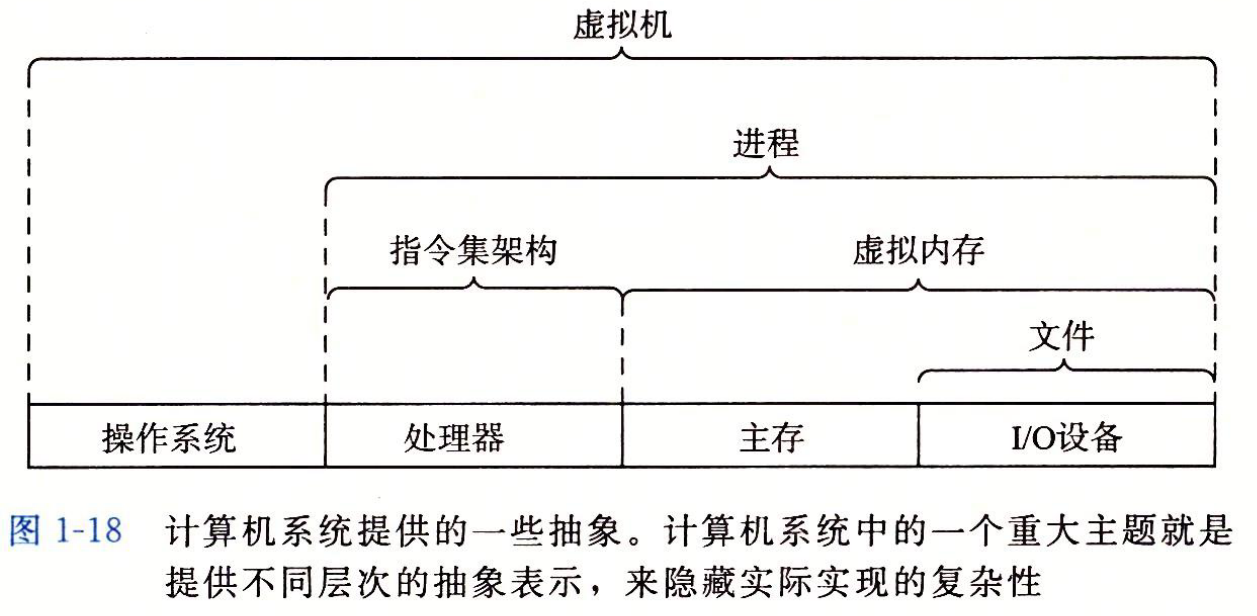 虚拟机
进程
指令集架构 虚拟内存
文件
操作系统 处理器 主存 I/O设备
图 1-18 计算机系统提供的一些抽象。计算机系统中的一个重大主题就是
提供不同层次的抽象表示，来隐藏实际实现的复杂性